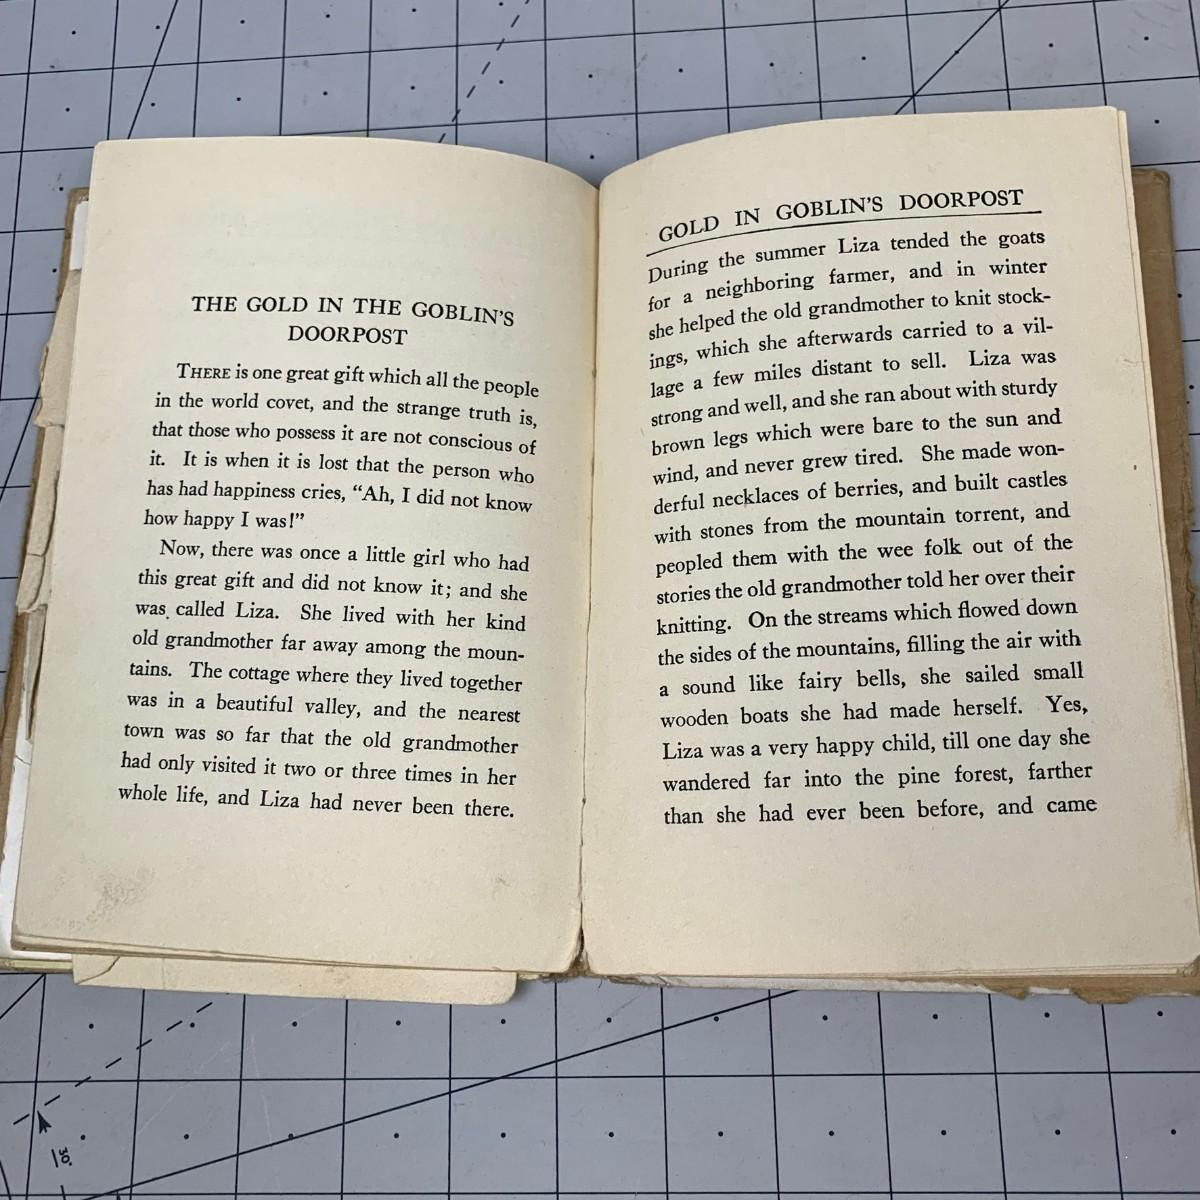 THE GOLD IN THE GOBLIN'S
DOORPOST
THERE is one great gift which all the people
in the world covet, and the strange truth is,
that those who possess it are not conscious of
it. It is when it is lost that the person who
has had happiness cries, “Ah, I did not know
how happy I was!”
Now, there was once a little girl who had
this great gift and did not know it; and she
was called Liza. She lived with her kind
old grandmother far away among the moun-
tains. The cottage where they lived together
was in a beautiful valley, and the nearest
town was so far that the old grandmother
had only visited it two or three times in her
whole life, and Liza had never been there.
GOLD IN GOBLIN'S DOORPOST
During the summer Liza tended the goats
for a neighboring farmer, and in winter
she helped the old grandmother to knit stock-
ings, which she afterwards carried to a vil-
lage a few miles distant to sell. Liza was
strong and well, and she ran about with sturdy
brown legs which were bare to the sun and
wind, and never grew tired. She made won-
derful necklaces of berries, and built castles
with stones from the mountain torrent, and
peopled them with the wee folk out of the
stories the old grandmother told her over their
knitting. On the streams which flowed down
the sides of the mountains, filling the air with
a sound like fairy bells, she sailed small
wooden boats she had made herself. Yes,
Liza was a very happy child, till one day she
wandered far into the pine forest, farther
than she had ever been before, and came
30°